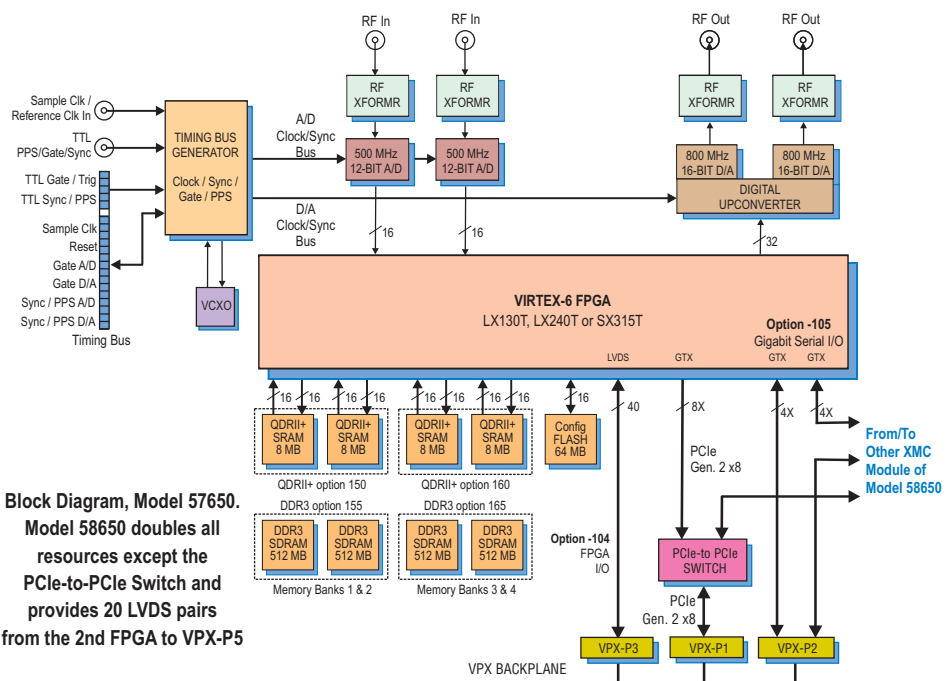 RF In
RF In
RF Out
RF Out
Sample Clk /
Reference Clk In
TTL
PPS/Gate/Sync
TTL Gate / Trig
TTL Sync / PPS
Sample Clk
Reset
Gate A/D
Gate D/A
Sync / PPS A/D
Sync / PPS D/A
Timing Bus
TIMING BUS
GENERATOR
Clock / Sync /
Gate / PPS
VCXO
A/D
Clock/Sync
Bus
D/A
Clock/Sync
Bus
RF
XFORMR
RF
XFORMR
500 MHz
12-BIT A/D
500 MHz
12-BIT A/D
16
16
RF
XFORMR
RF
XFORMR
800 MHz
16-BIT D/A
800 MHz
16-BIT D/A
DIGITAL
UPCONVERTER
32
VIRTEX-6 FPGA
LX130T, LX240T or SX315T
Option -105
Gigabit Serial I/O
LVDS
GTX
GTX
GTX
16
16
16
16
16
16
16
16
16
40
8X
4X
4X
QDRII+
SRAM
8 MB
QDRII+
SRAM
8 MB
QDRII+
SRAM
8 MB
QDRII+
SRAM
8 MB
Config
FLASH
64 MB
QDRII+ option 150
QDRII+ option 160
DDR3 option 155
DDR3 option 165
DDR3
SDRAM
512 MB
DDR3
SDRAM
512 MB
DDR3
SDRAM
512 MB
DDR3
SDRAM
512 MB
Memory Banks 1 & 2
Memory Banks 3 & 4
PCIe
Gen. 2 x8
From/To
Other XMC
Module of
Model 58650
Option -104
FPGA
I/O
PCIe-to PCIe
SWITCH
PCIe
Gen. 2 x8
VPX-P3
VPX-P1
VPX-P2
VPX BACKPLANE
Block Diagram, Model 57650.
Model 58650 doubles all
resources except the
PCIe-to-PCIe Switch and
provides 20 LVDS pairs
from the 2nd FPGA to VPX-P5